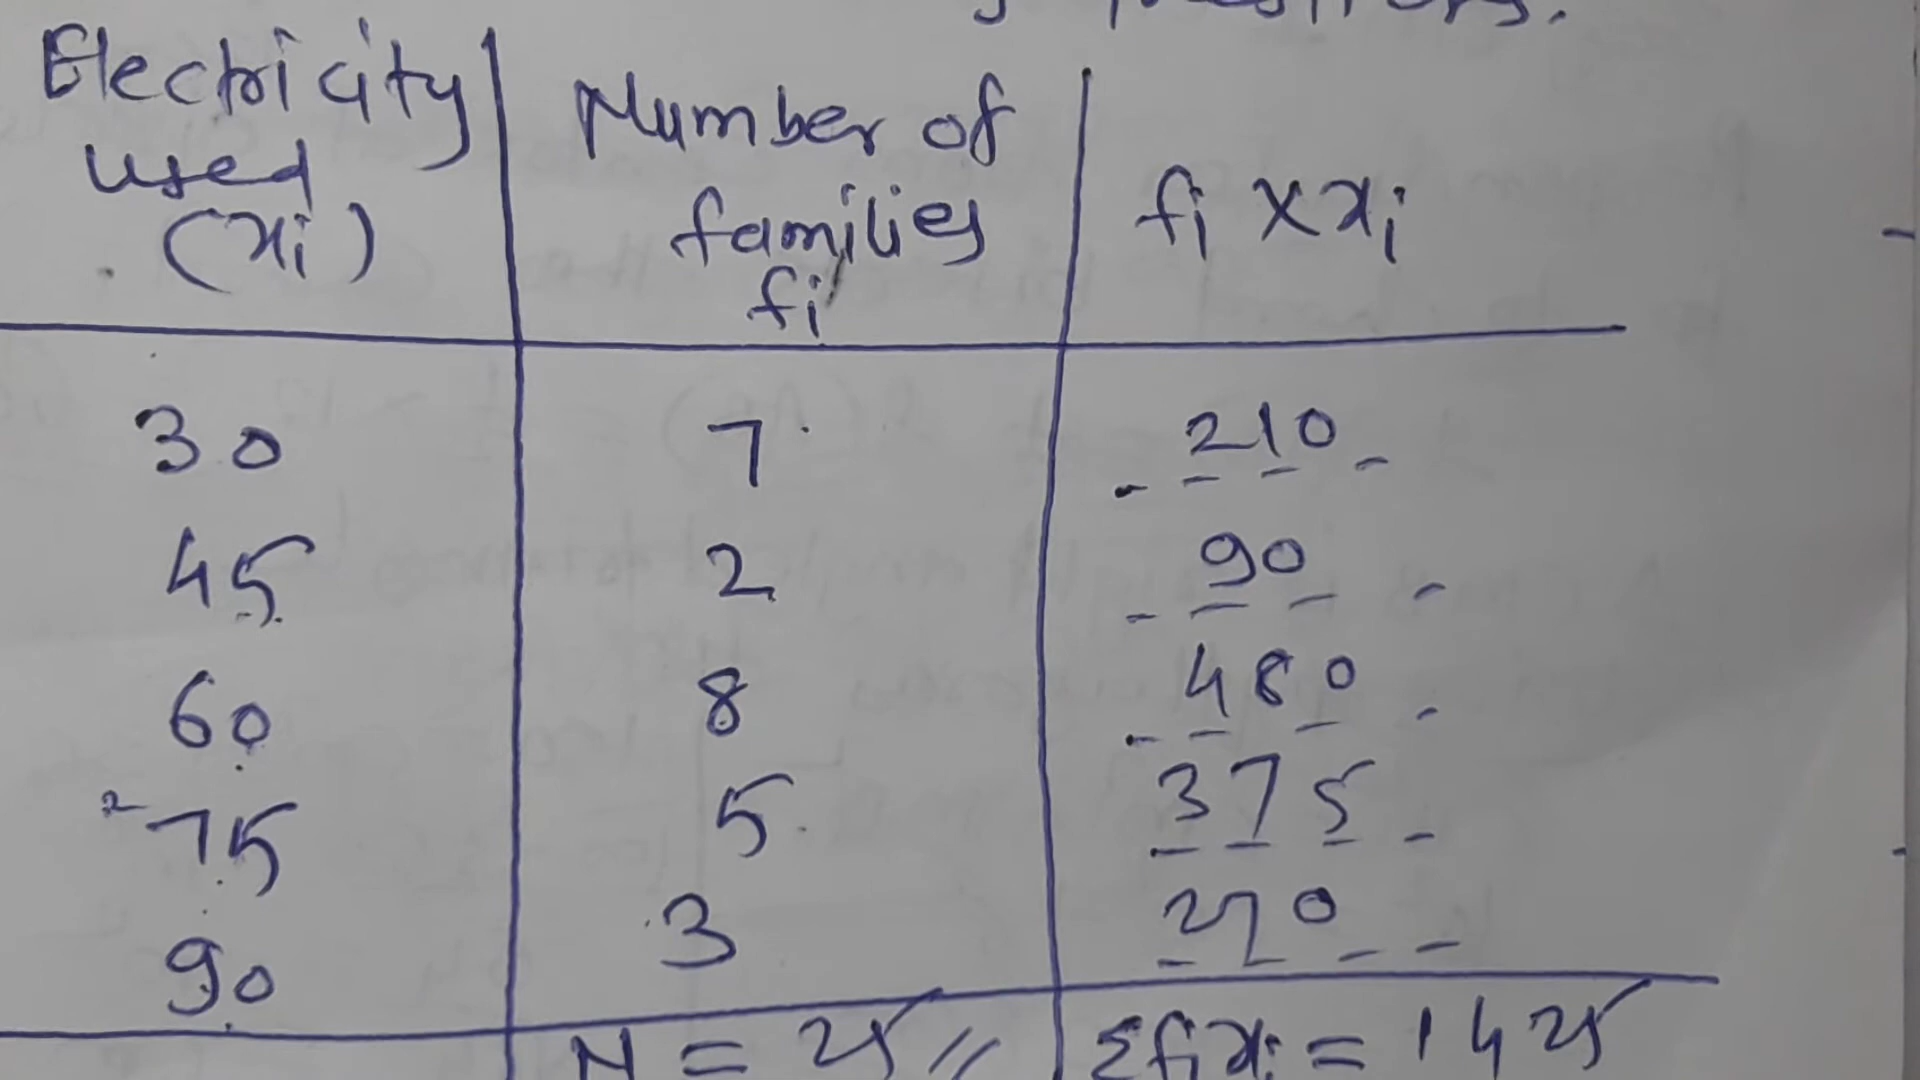 Electricity used (xi) | Number of families fi | fi × xi
30 | 7 | 210
45 | 2 | 90
60 | 8 | 480
75 | 5 | 375
90 | 3 | 270
N = 25 // | Σfixi = 1425